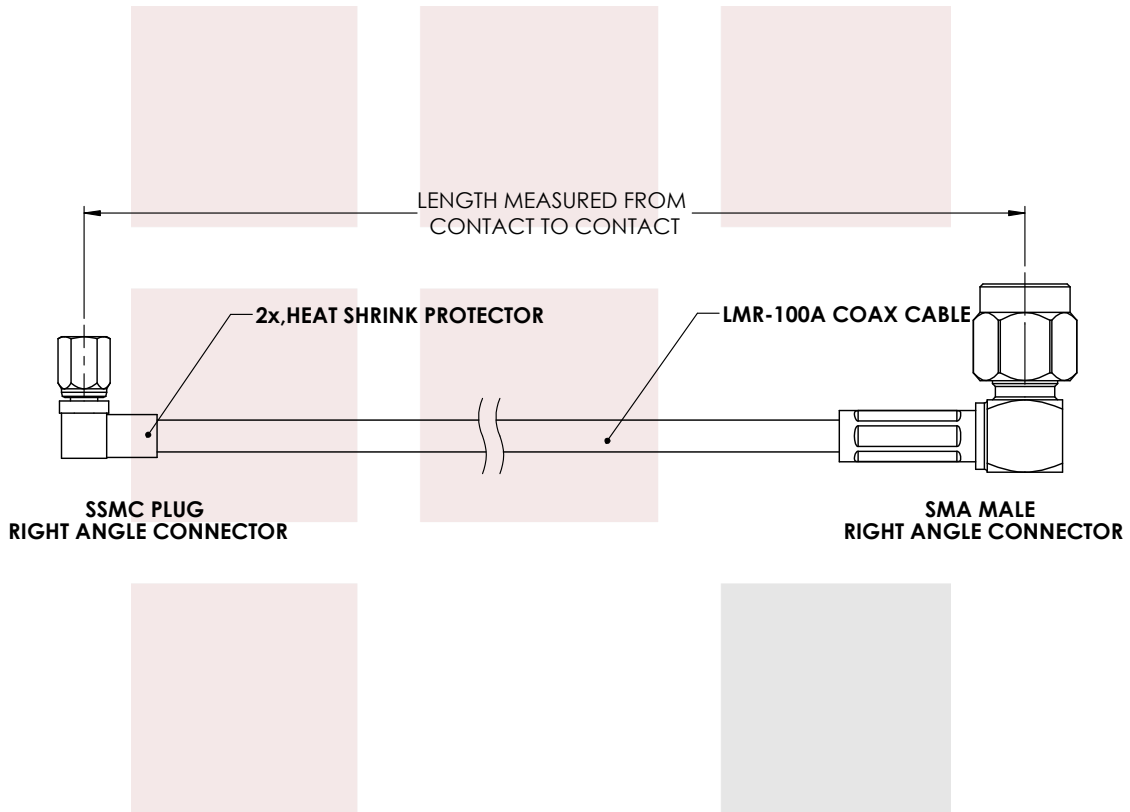 LENGTH MEASURED FROM
CONTACT TO CONTACT
2x,HEAT SHRINK PROTECTOR
LMR-100A COAX CABLE
SSMC PLUG
RIGHT ANGLE CONNECTOR
SMA MALE
RIGHT ANGLE CONNECTOR